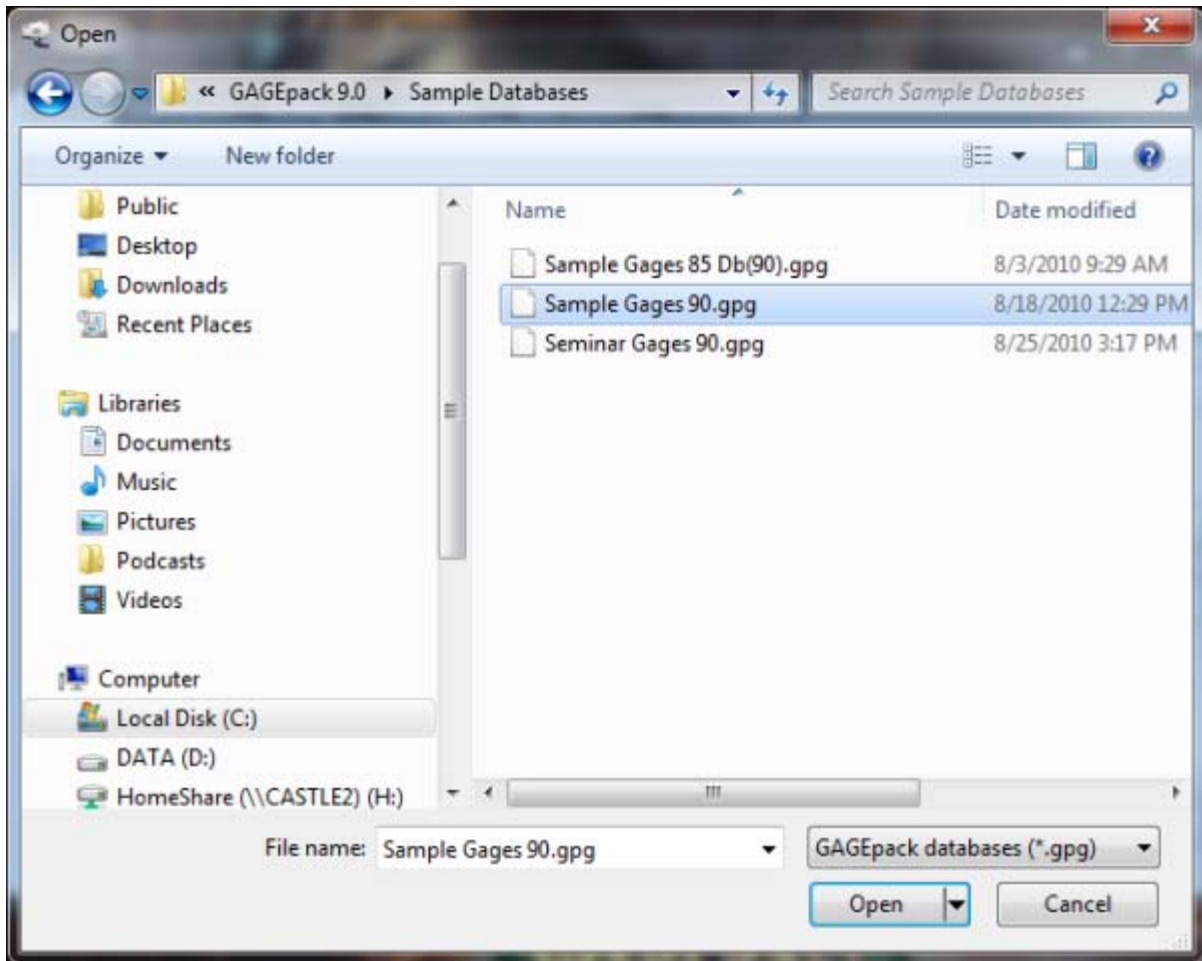 Open
« GAGEpack 9.0 ▸ Sample Databases
Search Sample Databases
Organize
New folder
Name
Date modified
Public
Desktop
Downloads
Recent Places
Libraries
Documents
Music
Pictures
Podcasts
Videos
Computer
Local Disk (C:)
DATA (D:)
HomeShare (\\CASTLE2) (H:)
Sample Gages 85 Db(90).gpg 8/3/2010 9:29 AM
Sample Gages 90.gpg 8/18/2010 12:29 PM
Seminar Gages 90.gpg 8/25/2010 3:17 PM
File name: Sample Gages 90.gpg
GAGEpack databases (*.gpg)
Open
Cancel